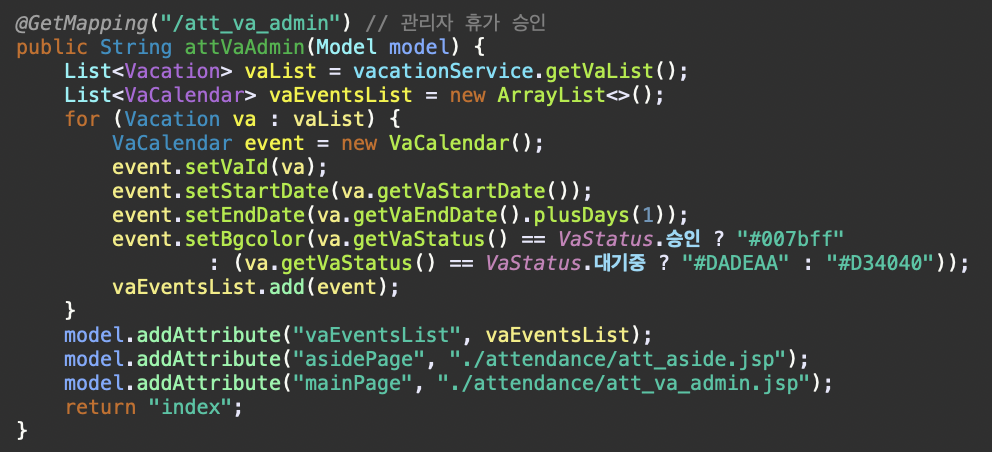 @GetMapping("/att_va_admin") // 관리자 휴가 승인
public String attVaAdmin(Model model) {
    List<Vacation> vaList = vacationService.getVaList();
    List<VaCalendar> vaEventsList = new ArrayList<>();
    for (Vacation va : vaList) {
        VaCalendar event = new VaCalendar();
        event.setVaId(va);
        event.setStartDate(va.getVaStartDate());
        event.setEndDate(va.getVaEndDate().plusDays(1));
        event.setBgcolor(va.getVaStatus() == VaStatus.승인 ? "#007bff"
                : (va.getVaStatus() == VaStatus.대기중 ? "#DADEAA" : "#D34040"));
        vaEventsList.add(event);
    }
    model.addAttribute("vaEventsList", vaEventsList);
    model.addAttribute("asidePage", "./attendance/att_aside.jsp");
    model.addAttribute("mainPage", "./attendance/att_va_admin.jsp");
    return "index";
}